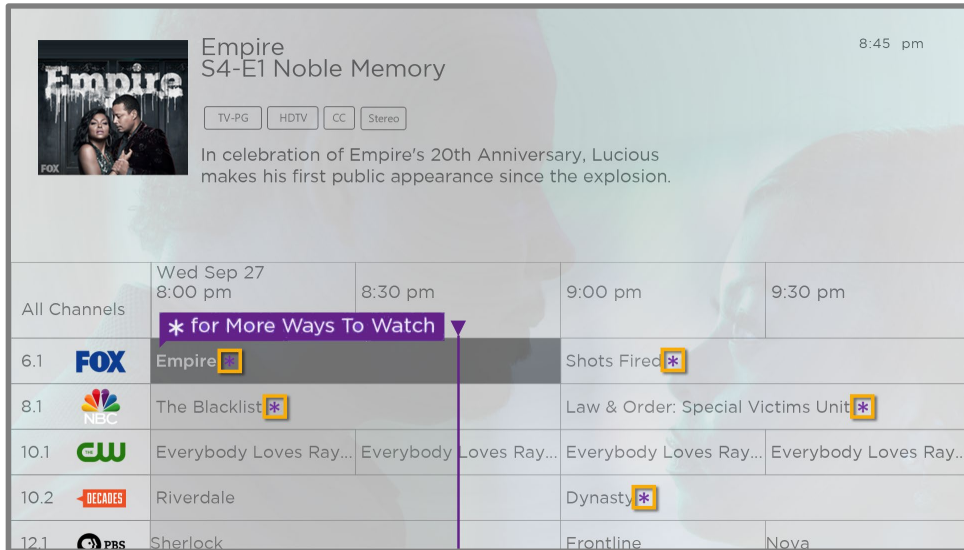 Empire
S4-E1 Noble Memory
8:45 pm
Empire
FOX
TV-PG HDTV CC Stereo
In celebration of Empire's 20th Anniversary, Lucious
makes his first public appearance since the explosion.
Wed Sep 27
All Channels 8:00 pm 8:30 pm 9:00 pm 9:30 pm
* for More Ways To Watch
6.1 FOX Empire * Shots Fired *
8.1 NBC The Blacklist * Law & Order: Special Victims Unit *
10.1 THE CW Everybody Loves Ray... Everybody Loves Ray... Everybody Loves Ray... Everybody Loves Ray...
10.2 DECADES Riverdale Dynasty *
12.1 PBS Sherlock Frontline Nova